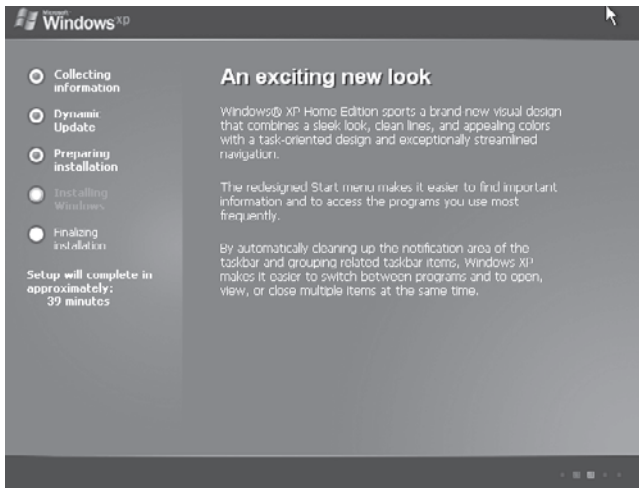 Microsoft
Windows xp
Collecting
information
Dynamic
Update
Preparing
installation
Installing
Windows
Finalizing
installation
Setup will complete in
approximately:
39 minutes
An exciting new look
Windows® XP Home Edition sports a brand new visual design
that combines a sleek look, clean lines, and appealing colors
with a task-oriented design and exceptionally streamlined
navigation.
The redesigned Start menu makes it easier to find important
information and to access the programs you use most
frequently.
By automatically cleaning up the notification area of the
taskbar and grouping related taskbar items, Windows XP
makes it easier to switch between programs and to open,
view, or close multiple items at the same time.